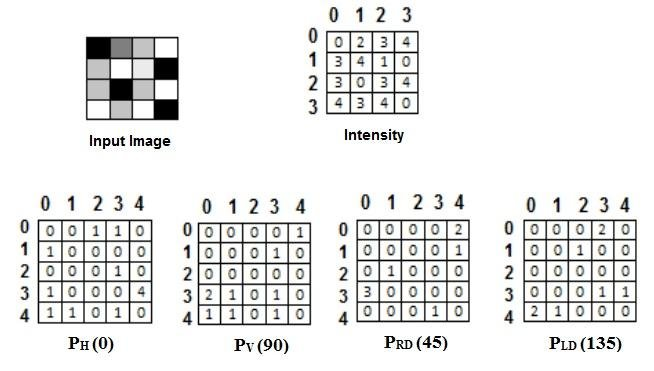 0 1 2 3
0 0 2 3 4
1 3 4 1 0
2 3 0 3 4
3 4 3 4 0
Input Image
Intensity
0 1 2 3 4
0 0 0 1 1 0
1 1 0 0 0 0
2 0 0 0 1 0
3 1 0 0 0 4
4 1 1 0 1 0
PH (0)
0 1 2 3 4
0 0 0 0 0 1
1 0 0 0 1 0
2 0 0 0 0 0
3 2 1 0 1 0
4 1 1 0 1 0
PV (90)
0 1 2 3 4
0 0 0 0 0 2
1 0 0 0 0 1
2 0 1 0 0 0
3 3 0 0 0 0
4 0 0 0 1 0
PRD (45)
0 1 2 3 4
0 0 0 0 2 0
1 0 0 1 0 0
2 0 0 0 0 0
3 0 0 0 1 1
4 2 1 0 0 0
PLD (135)